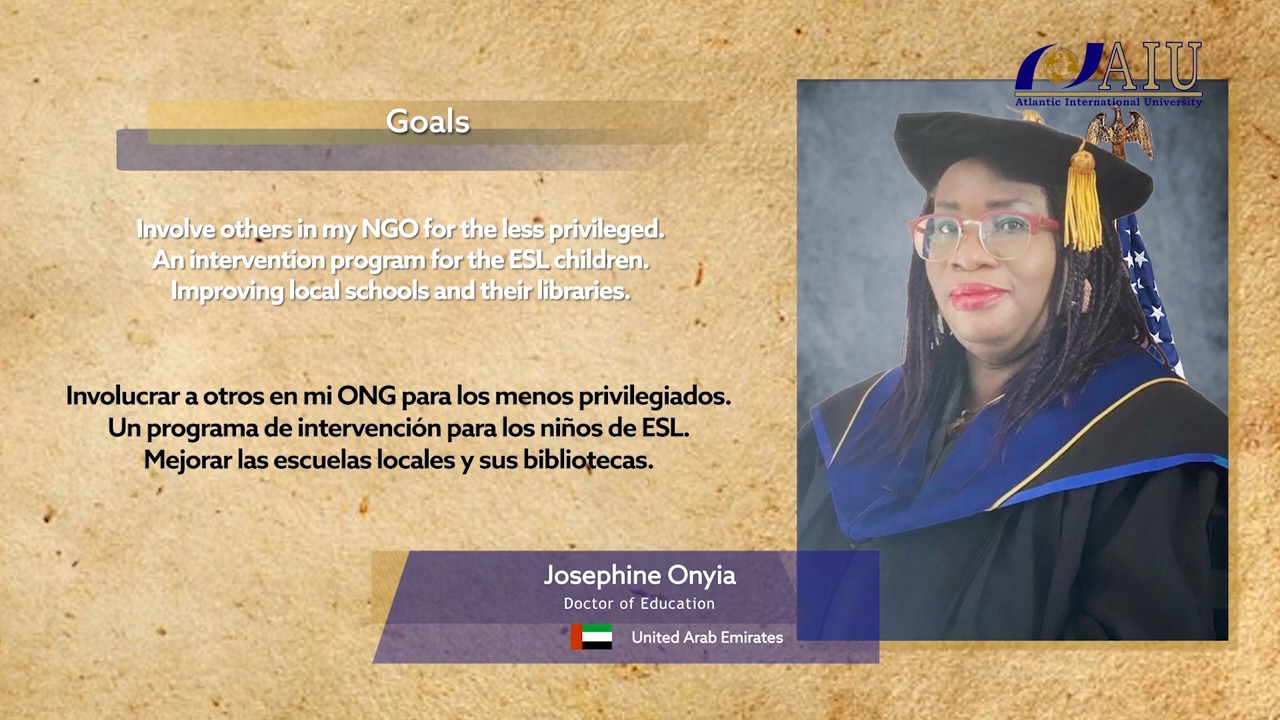 AIU
Atlantic International University
Goals
Involve others in my NGO for the less privileged.
An intervention program for the ESL children.
Improving local schools and their libraries.
Involucrar a otros en mi ONG para los menos privilegiados.
Un programa de intervención para los niños de ESL.
Mejorar las escuelas locales y sus bibliotecas.
Josephine Onyia
Doctor of Education
United Arab Emirates